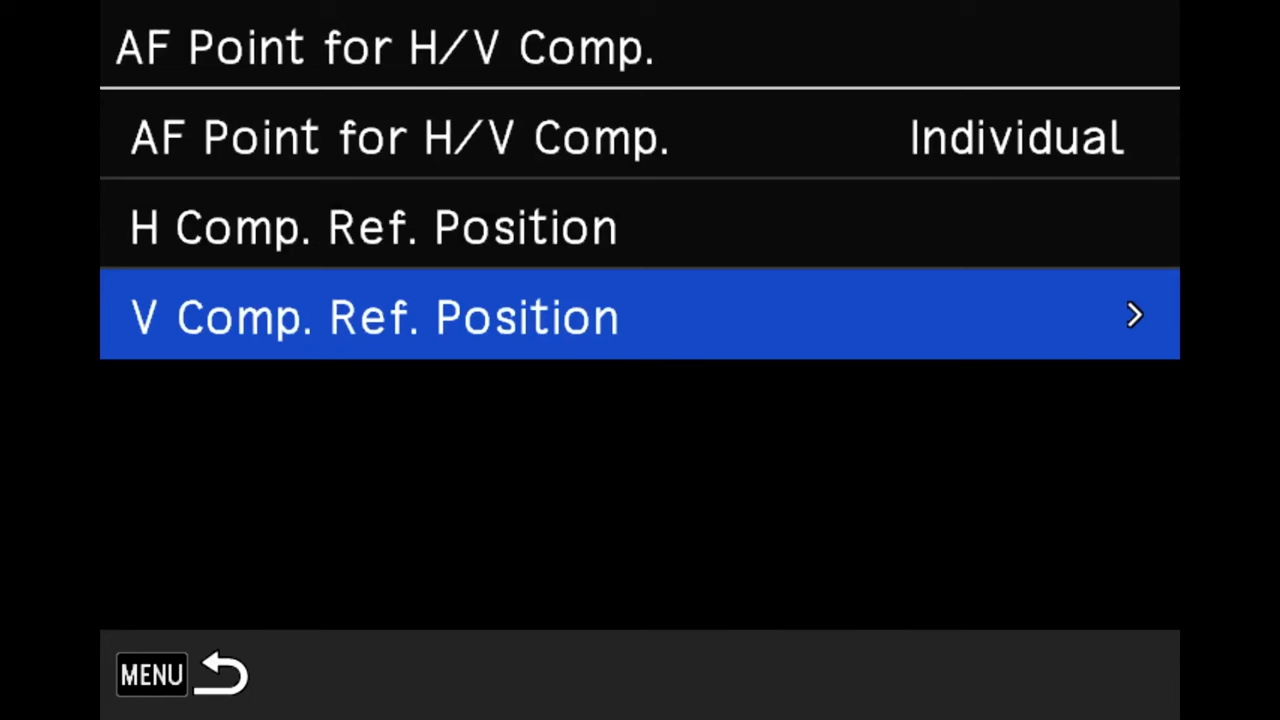 AF Point for H/V Comp.
AF Point for H/V Comp. Individual
H Comp. Ref. Position
V Comp. Ref. Position
MENU